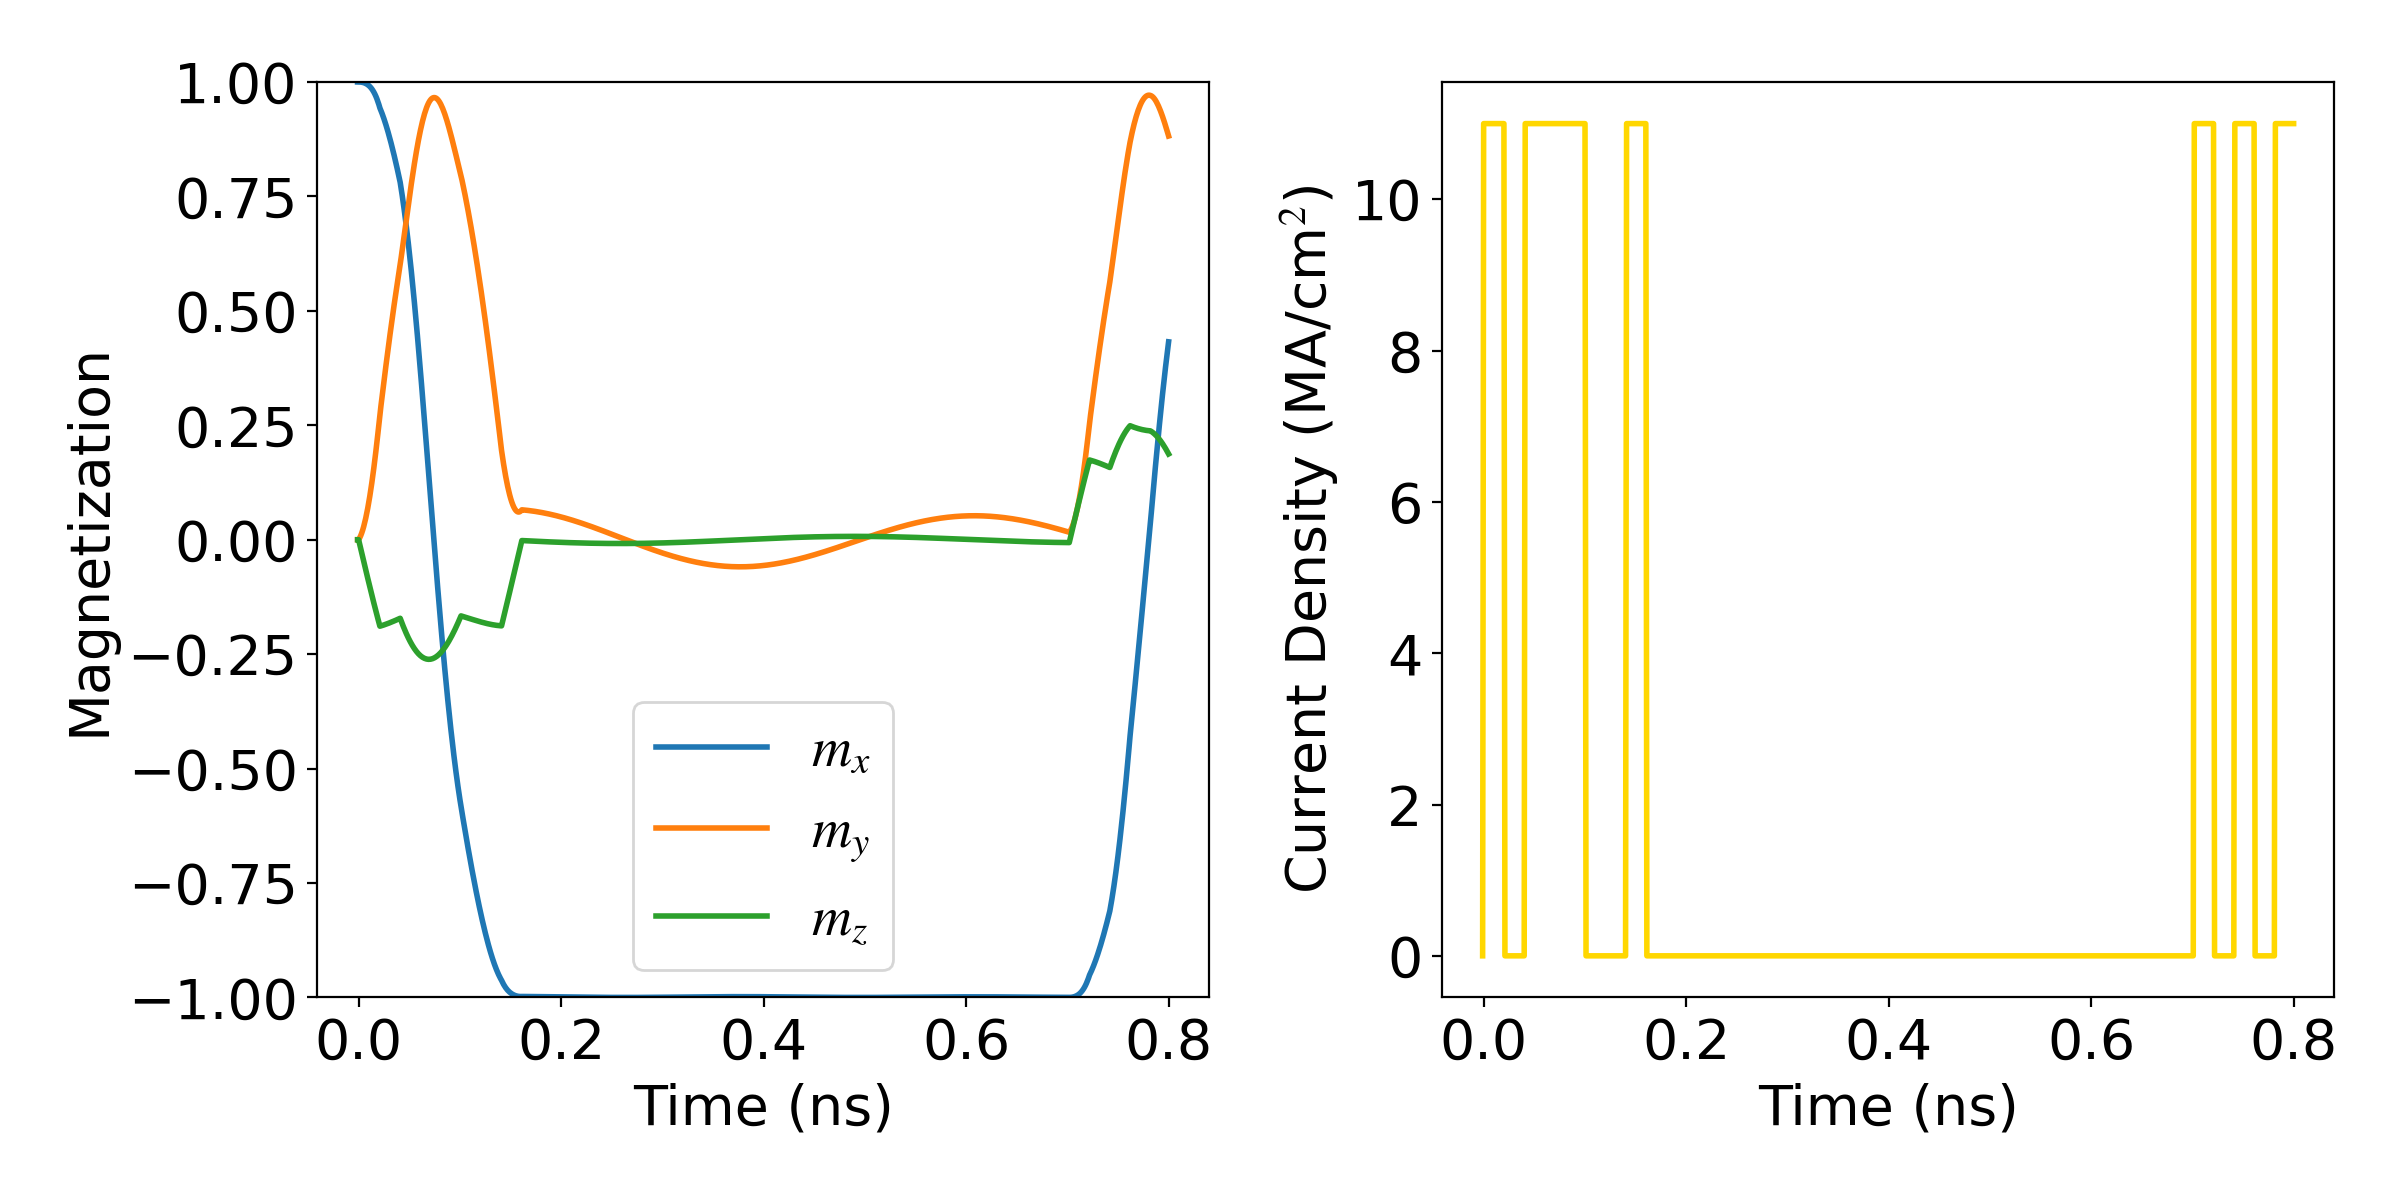 1.00
0.75
0.50
0.25
0.00
−0.25
−0.50
−0.75
−1.00
Magnetization
0.0 0.2 0.4 0.6 0.8
Time (ns)
m_x
m_y
m_z
10
8
6
4
2
0
Current Density (MA/cm²)
0.0 0.2 0.4 0.6 0.8
Time (ns)